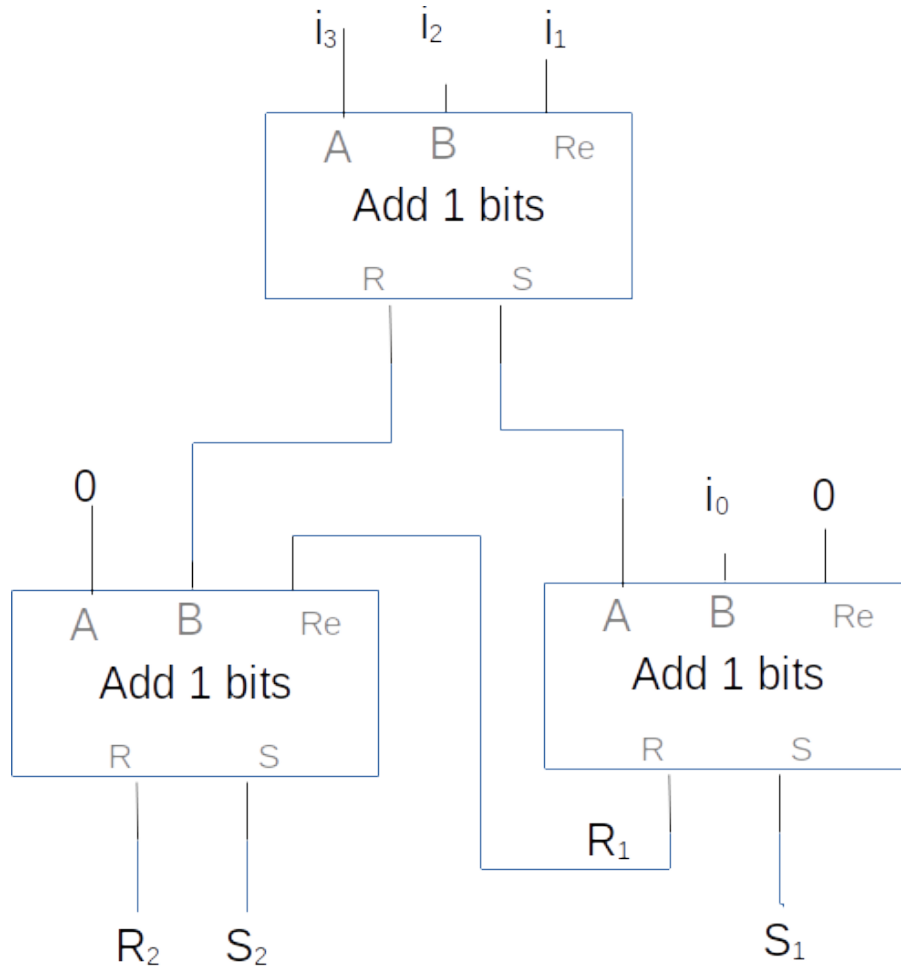 i₃ i₂ i₁
A B Re
Add 1 bits
R S
0
A B Re
Add 1 bits
R S
R₂ S₂
i₀ 0
A B Re
Add 1 bits
R S
R₁
S₁